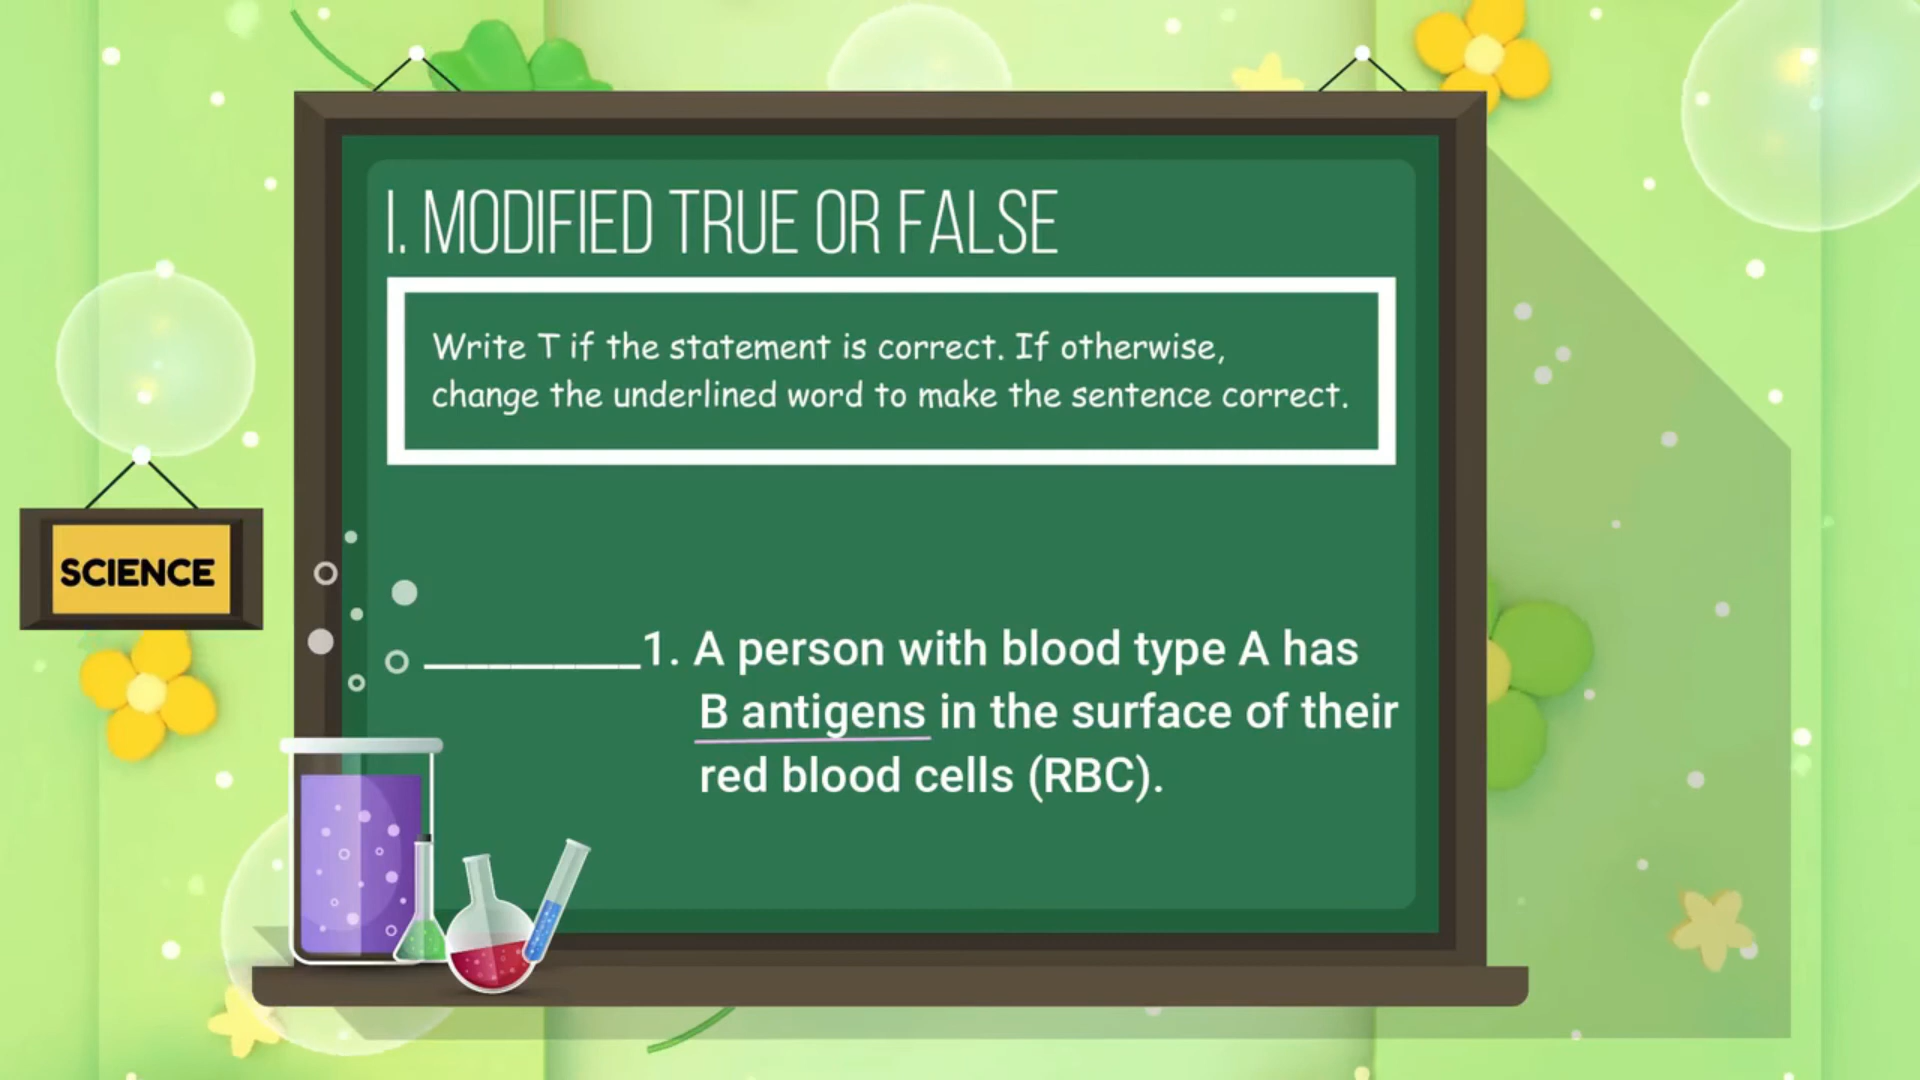 I. MODIFIED TRUE OR FALSE
Write T if the statement is correct. If otherwise,
change the underlined word to make the sentence correct.
SCIENCE
__________1. A person with blood type A has
B antigens in the surface of their
red blood cells (RBC).